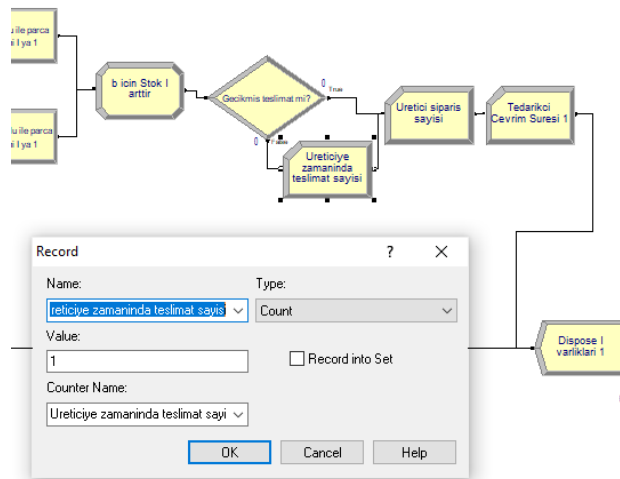 u ile parca
i I ya 1
b icin Stok I
arttir
Gecikmis teslimat mi?
0
True
0
False
Uretici siparis
sayisi
Tedarikci
Cevrim Suresi 1
u ile parca
i I ya 1
Ureticiye
zamaninda
teslimat sayisi
Record
?
Name:
Type:
reticiye zamaninda teslimat sayisi
Count
Value:
1
Record into Set
Counter Name:
Ureticiye zamaninda teslimat sayi
OK
Cancel
Help
Dispose I
varliklari 1